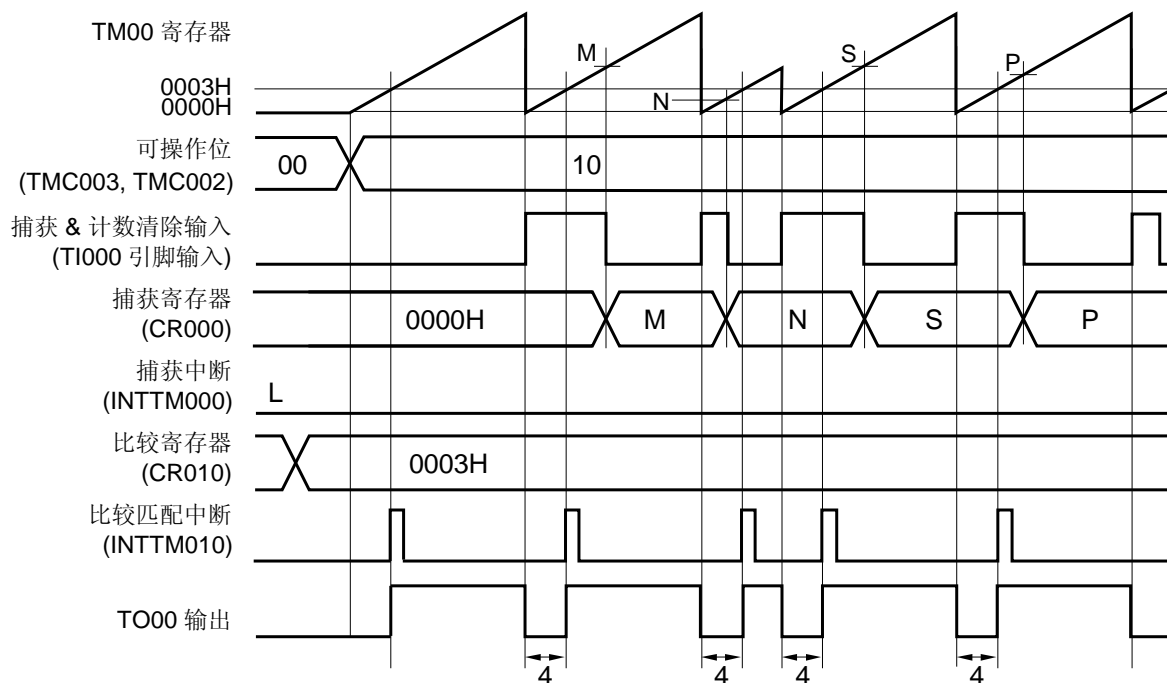 TM00 寄存器
M
S
P
N
0003H
0000H
可操作位
(TMC003, TMC002)
00
10
捕获 & 计数清除输入
(TI000 引脚输入)
捕获寄存器
(CR000)
0000H
M
N
S
P
捕获中断
(INTTM000)
L
比较寄存器
(CR010)
0003H
比较匹配中断
(INTTM010)
TO00 输出
4
4
4
4